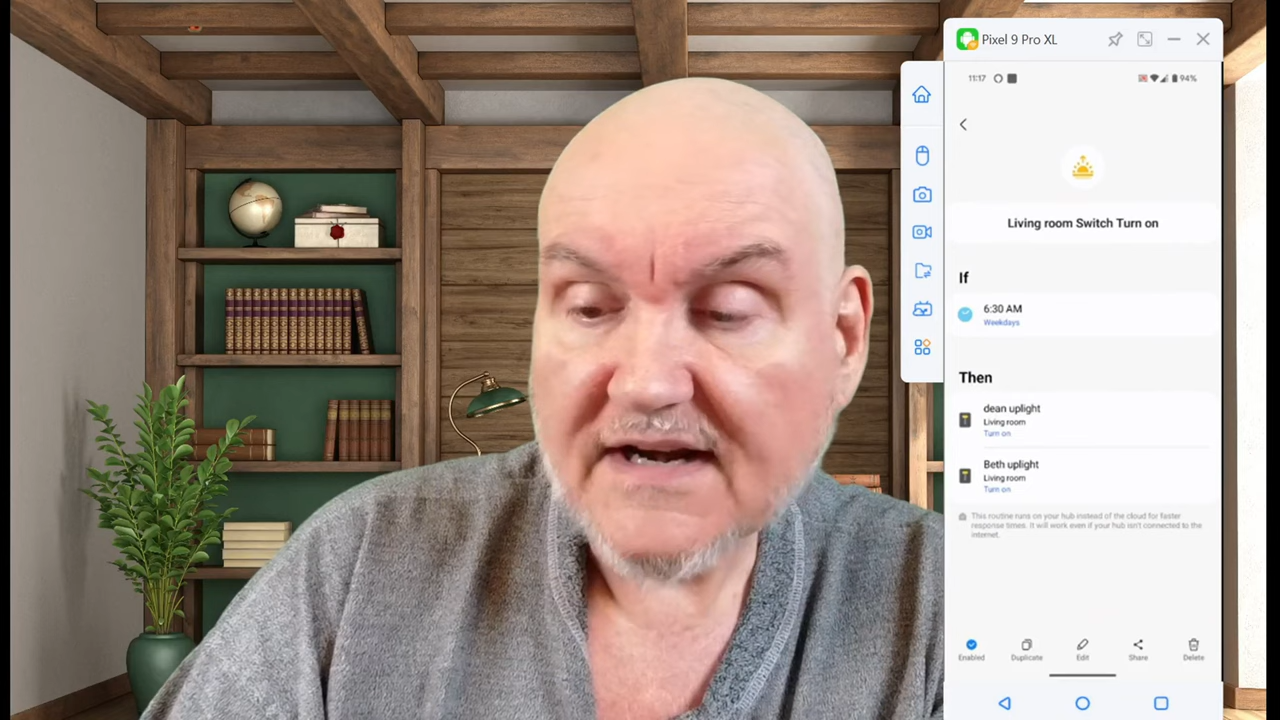 Pixel 9 Pro XL
11:17
94%
Living room Switch Turn on
If
6:30 AM
Weekdays
Then
dean uplight
Living room
Turn on
Beth uplight
Living room
Turn on
This routine runs on your hub instead of the cloud for faster
response times. It will work even if your hub isn't connected to the
internet.
Enabled
Duplicate
Edit
Share
Delete